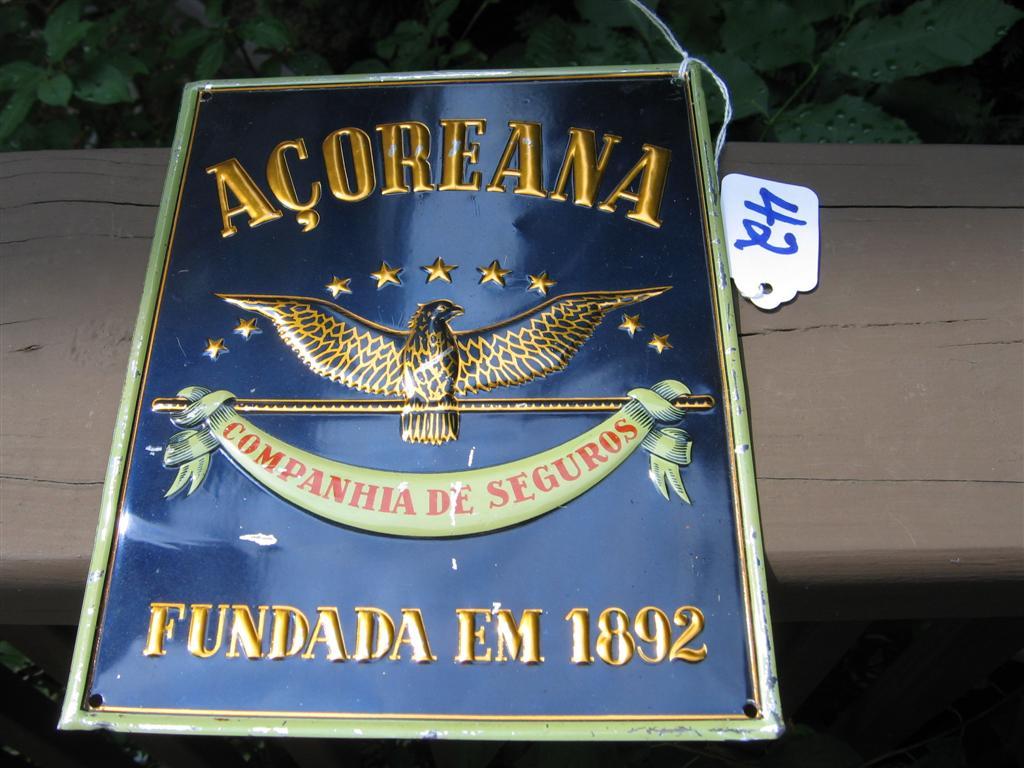 AÇOREANA
COMPANHIA DE SEGUROS
FUNDADA EM 1892
42